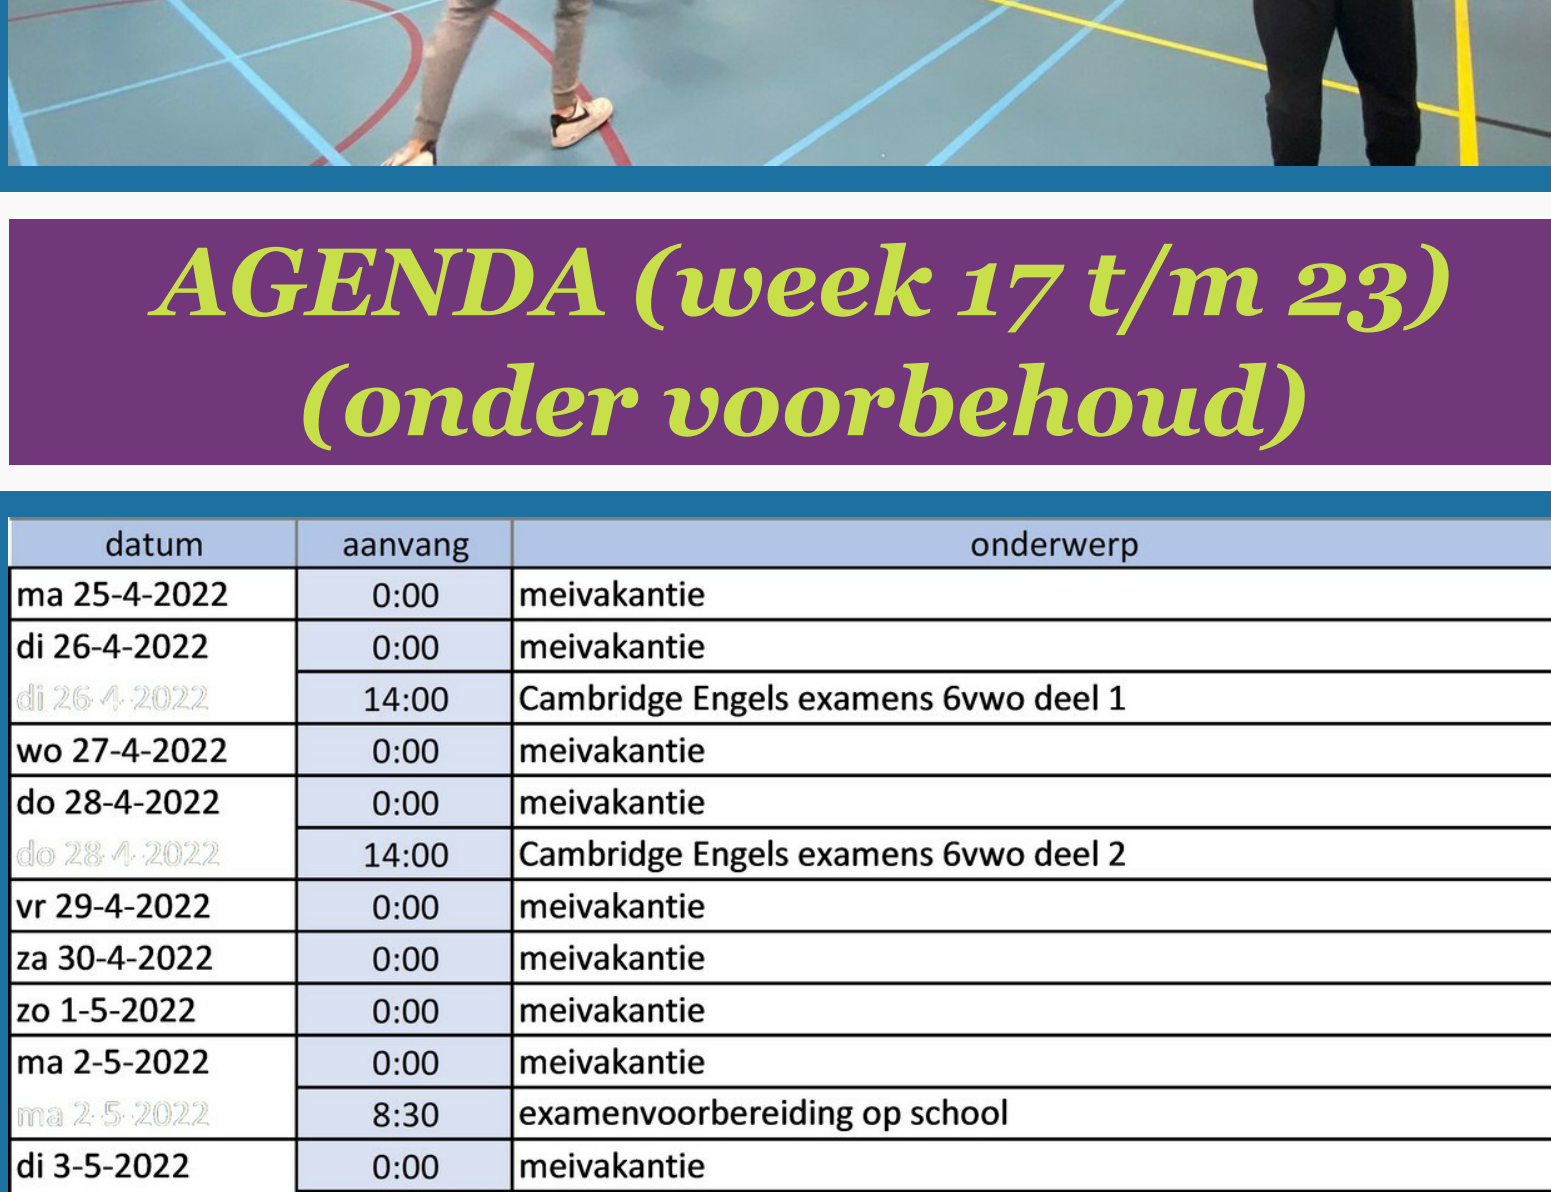 AGENDA (week 17 t/m 23)
(onder voorbehoud)
datum aanvang onderwerp
ma 25-4-2022 0:00 meivakantie
di 26-4-2022 0:00 meivakantie
di 26-4-2022 14:00 Cambridge Engels examens 6vwo deel 1
wo 27-4-2022 0:00 meivakantie
do 28-4-2022 0:00 meivakantie
do 28-4-2022 14:00 Cambridge Engels examens 6vwo deel 2
vr 29-4-2022 0:00 meivakantie
za 30-4-2022 0:00 meivakantie
zo 1-5-2022 0:00 meivakantie
ma 2-5-2022 0:00 meivakantie
ma 2-5-2022 8:30 examenvoorbereiding op school
di 3-5-2022 0:00 meivakantie